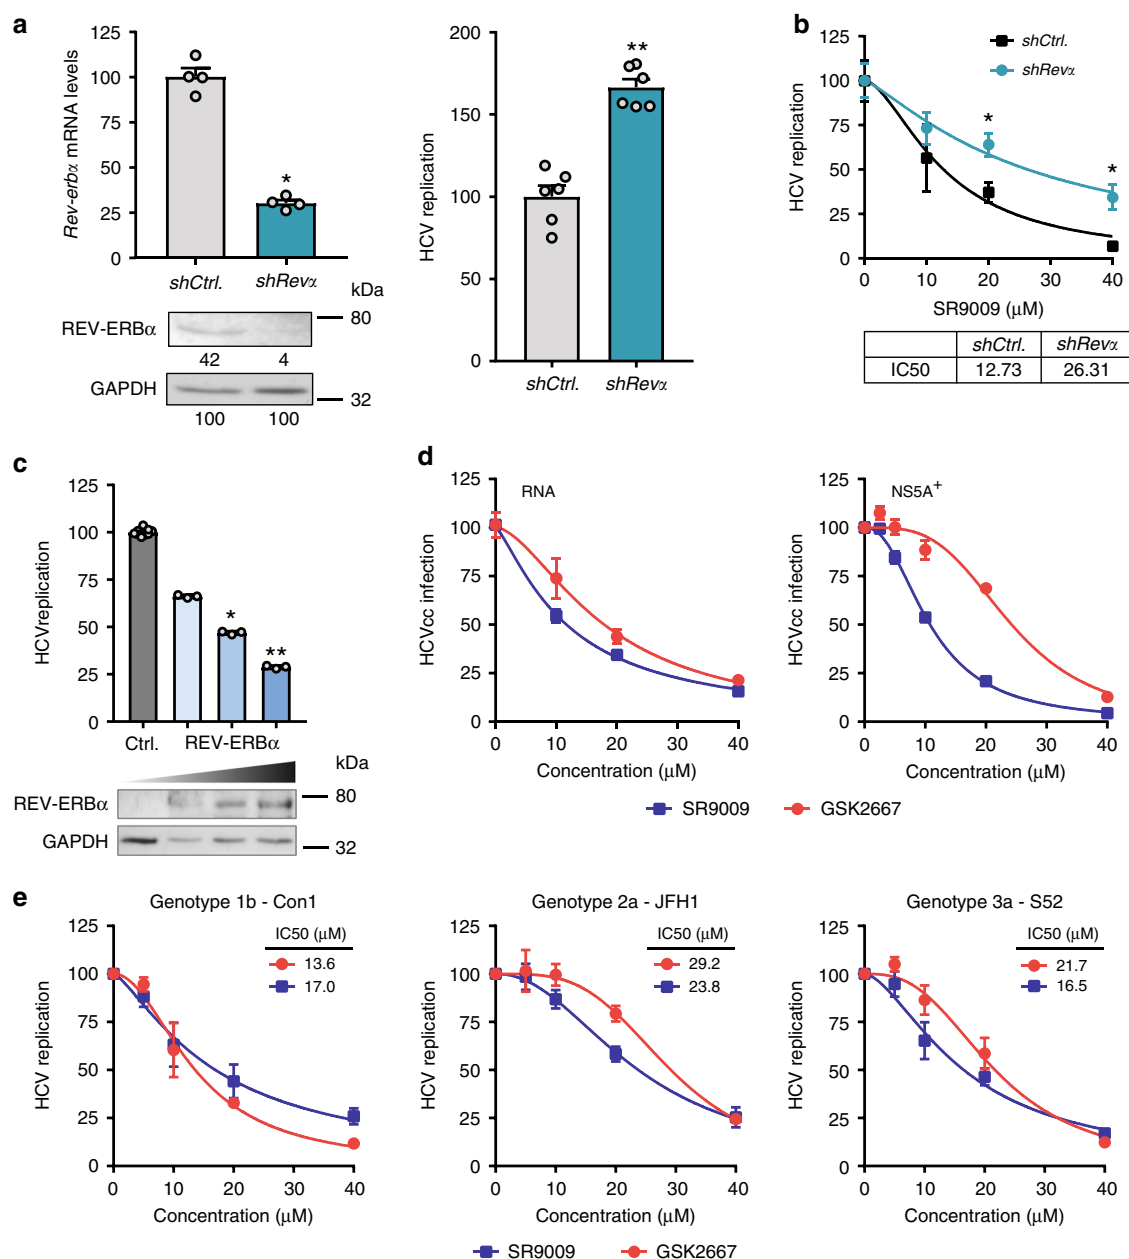 a
125
100
75
50
25
0
Rev-erbα mRNA levels
*
shCtrl.
shRevα
kDa
REV-ERBα
80
42
4
GAPDH
32
100
100
200
150
100
50
0
HCV replication
**
shCtrl.
shRevα
b
125
100
75
50
25
0
HCV replication
shCtrl.
shRevα
*
*
0
10
20
30
40
SR9009 (μM)
shCtrl.
shRevα
IC50
12.73
26.31
c
125
100
75
50
25
0
HCVreplication
*
**
Ctrl.
REV-ERBα
kDa
REV-ERBα
80
GAPDH
32
d
125
100
75
50
25
0
HCVcc infection
RNA
0
10
20
30
40
Concentration (μM)
125
100
75
50
25
0
HCVcc infection
NS5A+
0
10
20
30
40
Concentration (μM)
SR9009
GSK2667
e
Genotype 1b - Con1
125
100
75
50
25
0
HCV replication
IC50 (μM)
13.6
17.0
0
10
20
30
40
Concentration (μM)
Genotype 2a - JFH1
125
100
75
50
25
0
HCV replication
IC50 (μM)
29.2
23.8
0
10
20
30
40
Concentration (μM)
Genotype 3a - S52
125
100
75
50
25
0
HCV replication
IC50 (μM)
21.7
16.5
0
10
20
30
40
Concentration (μM)
SR9009
GSK2667